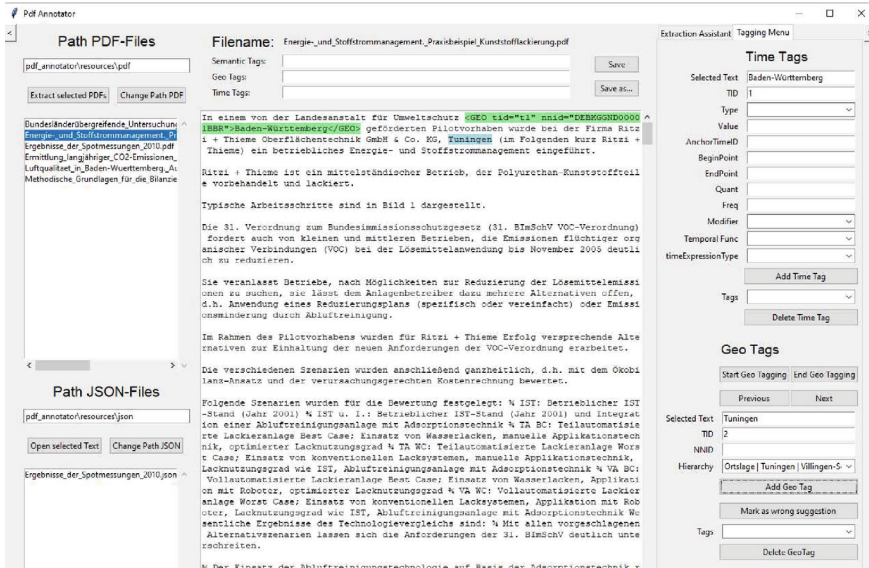 Pdf Annotator
Path PDF-Files
pdf_annotator\resources\pdf
Extract selected PDFs
Change Path PDF
Bundesländerübergreifende_Untersuchung
Energie-_und_Stoffstrommanagement._Pr
Ergebnisse_der_Spotmessungen_2010.pdf
Ermittlung_langjähriger_CO2-Emissionen_
Luftqualitaet_in_Baden-Wuerttemberg._Au
Methodische_Grundlagen_für_die_Bilanzie
Path JSON-Files
pdf_annotator\resources\json
Open selected Text
Change Path JSON
Ergebnisse_der_Spotmessungen_2010.json
Filename: Energie-_und_Stoffstrommanagement._Praxisbeispiel_Kunststofflackierung.pdf
Semantic Tags:
Geo Tags:
Time Tags:
Save
Save as...
In einem von der Landesanstalt für Umweltschutz <GEO tid="t1" nnid="DEBKGGND0000
1BBR">Baden-Württemberg</GEO> geförderten Pilotvorhaben wurde bei der Firma Ritz
i + Thieme Oberflächentechnik GmbH & Co. KG, Tuningen (im Folgenden kurz Ritzi +
Thieme) ein betriebliches Energie- und Stoffstrommanagement eingeführt.
Ritzi + Thieme ist ein mittelständischer Betrieb, der Polyurethan-Kunststoffteil
e vorbehandelt und lackiert.
Typische Arbeitsschritte sind in Bild 1 dargestellt.
Die 31. Verordnung zum Bundesimmissionsschutzgesetz (31. BImSchV VOC-Verordnung)
fordert auch von kleinen und mittleren Betrieben, die Emissionen flüchtiger org
anischer Verbindungen (VOC) bei der Lösemittelanwendung bis November 2005 deutli
ch zu reduzieren.
Sie veranlasst Betriebe, nach Möglichkeiten zur Reduzierung der Lösemittelemissi
onen zu suchen, sie lässt dem Anlagenbetreiber dazu mehrere Alternativen offen,
d.h. Anwendung eines Reduzierungsplans (spezifisch oder vereinfacht) oder Emissi
onsminderung durch Abluftreinigung.
Im Rahmen des Pilotvorhabens wurden für Ritzi + Thieme Erfolg versprechende Alte
rnativen zur Einhaltung der neuen Anforderungen der VOC-Verordnung erarbeitet.
Die verschiedenen Szenarien wurden anschließend ganzheitlich, d.h. mit dem Ökobi
lanz-Ansatz und der verursachungsgerechten Kostenrechnung bewertet.
Folgende Szenarien wurden für die Bewertung festgelegt: % IST: Betrieblicher IST
-Stand (Jahr 2001) % IST u. I.: Betrieblicher IST-Stand (Jahr 2001) und Integrat
ion einer Abluftreinigungsanlage mit Adsorptionstechnik % TA BC: Teilautomatisie
rte Lackieranlage Best Case; Einsatz von Wasserlacken, manuelle Applikationstech
nik, optimierter Lacknutzungsgrad % TA WC: Teilautomatisierte Lackieranlage Wors
t Case; Einsatz von konventionellen Lacksystemen, manuelle Applikationstechnik,
Lacknutzungsgrad wie IST, Abluftreinigungsanlage mit Adsorptionstechnik % VA BC:
Vollautomatisierte Lackieranlage Best Case; Einsatz von Wasserlacken, Applikati
on mit Roboter, optimierter Lacknutzungsgrad % VA WC: Vollautomatisierte Lackier
anlage Worst Case; Einsatz von konventionellen Lacksystemen, Applikation mit Rob
oter, Lacknutzungsgrad wie IST, Abluftreinigungsanlage mit Adsorptionstechnik We
sentliche Ergebnisse des Technologievergleichs sind: % Mit allen vorgeschlagenen
Alternativszenarien lassen sich die Anforderungen der 31. BImSchV deutlich unte
rschreiten.
% Der Einsatz der Abluftreinigungstechnologie auf Basis der Adsorptionstechnik r
Extraction Assistant
Tagging Menu
Time Tags
Selected Text Baden-Württemberg
TID 1
Type
Value
AnchorTimeID
BeginPoint
EndPoint
Quant
Freq
Modifier
Temporal Func
timeExpressionType
Add Time Tag
Tags
Delete Time Tag
Geo Tags
Start Geo Tagging
End Geo Tagging
Previous
Next
Selected Text Tuningen
TID 2
NNID
Hierarchy Ortslage | Tuningen | Villingen-S
Add Geo Tag
Mark as wrong suggestion
Tags
Delete GeoTag